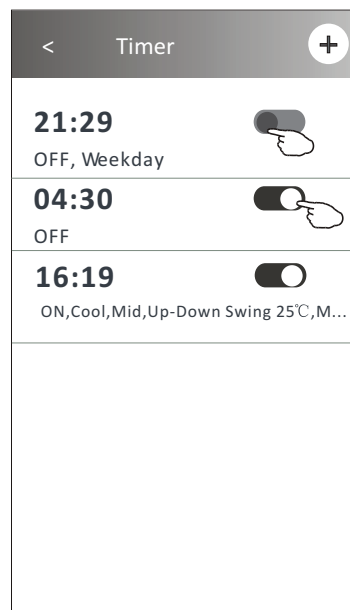 < Timer +
21:29
OFF, Weekday
04:30
OFF
16:19
ON,Cool,Mid,Up-Down Swing 25℃,M...